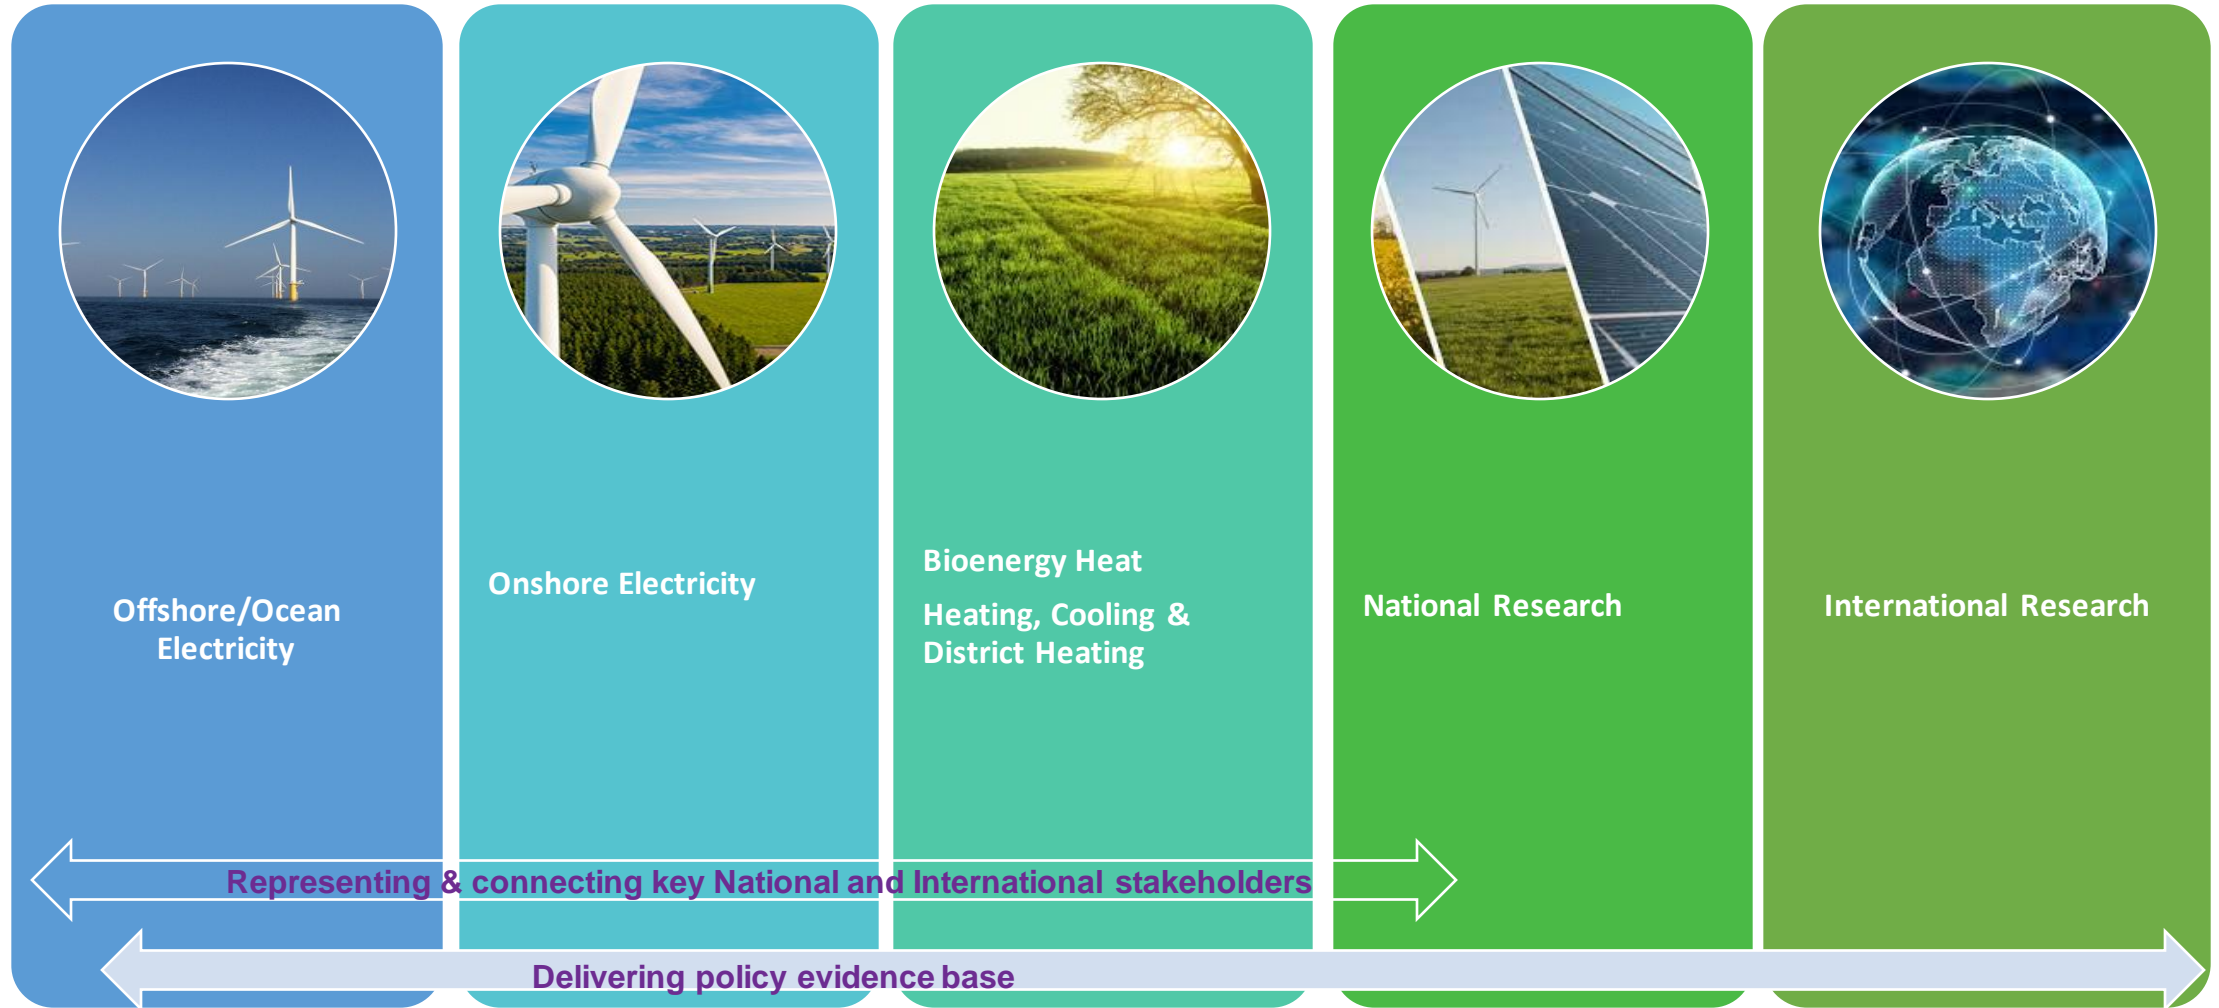 Offshore/Ocean
Electricity
Onshore Electricity
Bioenergy Heat
Heating, Cooling &
District Heating
National Research
International Research
Representing & connecting key National and International stakeholders
Delivering policy evidence base